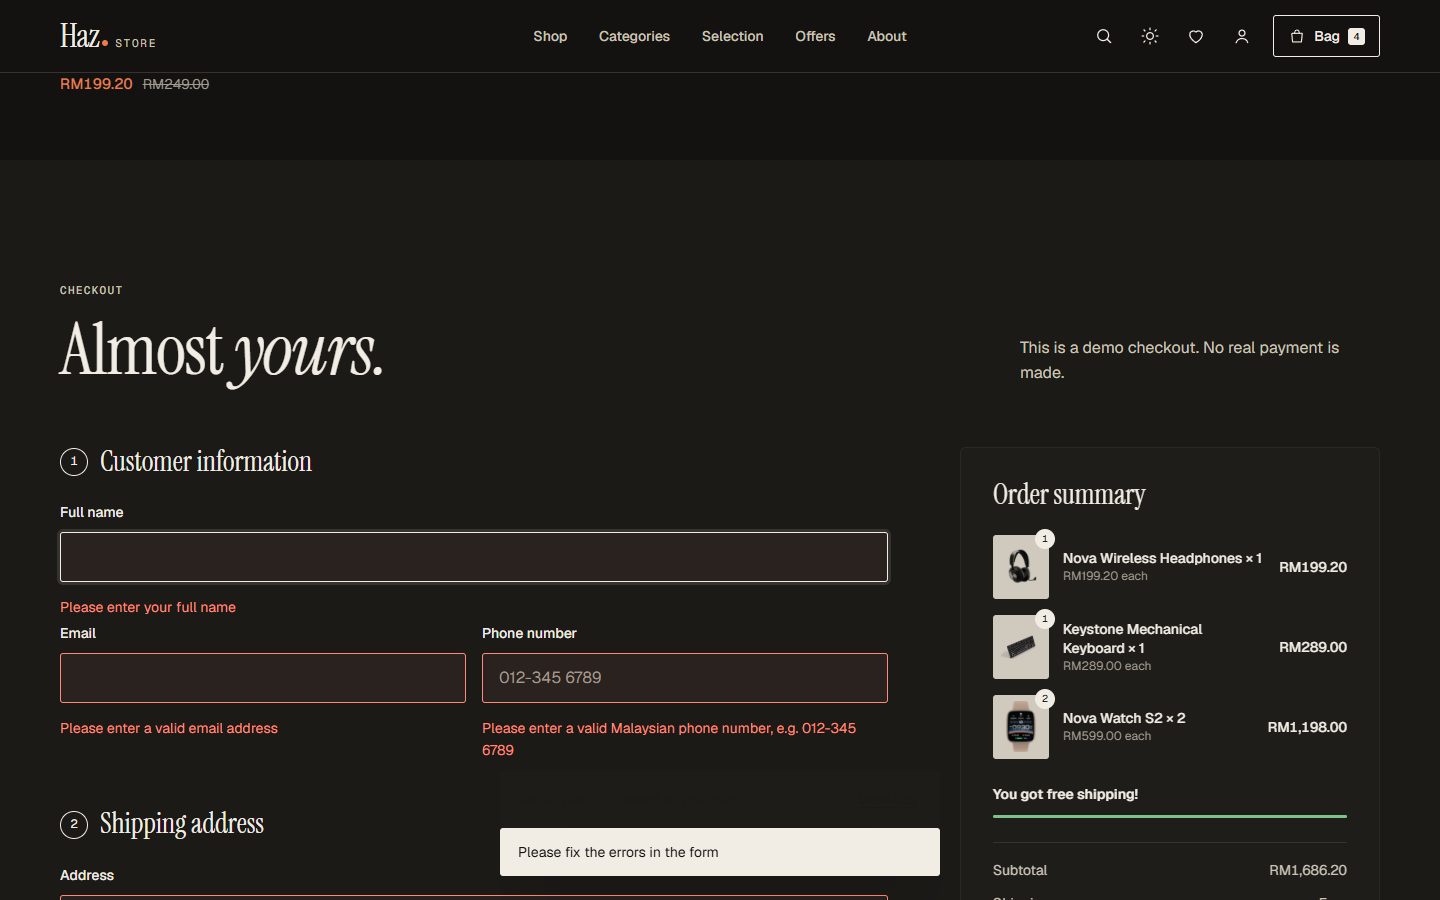 Haz. STORE
Shop
Categories
Selection
Offers
About
Bag 4
RM199.20 RM249.00
CHECKOUT
Almost yours.
This is a demo checkout. No real payment is
made.
1 Customer information
Full name
Please enter your full name
Email
Please enter a valid email address
Phone number
012-345 6789
Please enter a valid Malaysian phone number, e.g. 012-345
6789
2 Shipping address
Address
Please fix the errors in the form
Order summary
1
Nova Wireless Headphones × 1
RM199.20 each
RM199.20
1
Keystone Mechanical
Keyboard × 1
RM289.00 each
RM289.00
2
Nova Watch S2 × 2
RM599.00 each
RM1,198.00
You got free shipping!
Subtotal RM1,686.20